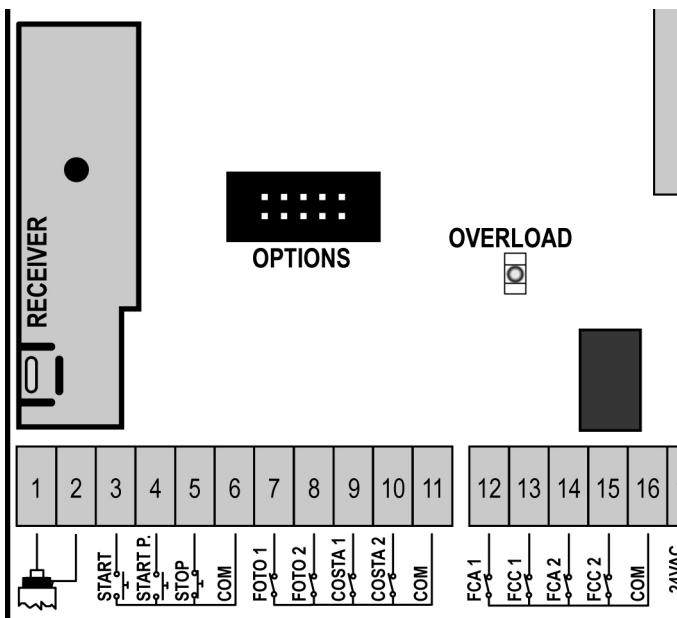 RECEIVER
OPTIONS
OVERLOAD
1 2 3 4 5 6 7 8 9 10 11 12 13 14 15 16
START
START P.
STOP
COM
FOTO 1
FOTO 2
COSTA 1
COSTA 2
COM
FCA 1
FCC 1
FCA 2
FCC 2
COM
24VAC